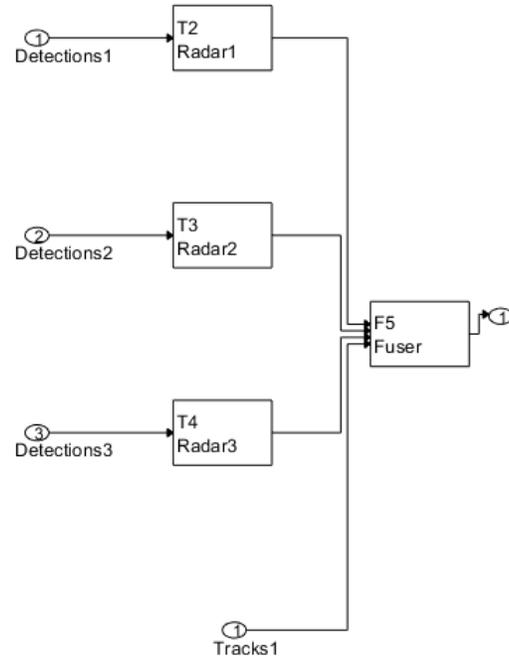 T2
1
Radar1
Detections1
T3
2
Radar2
Detections2
F5
1
Fuser
T4
3
Radar3
Detections3
1
Tracks1